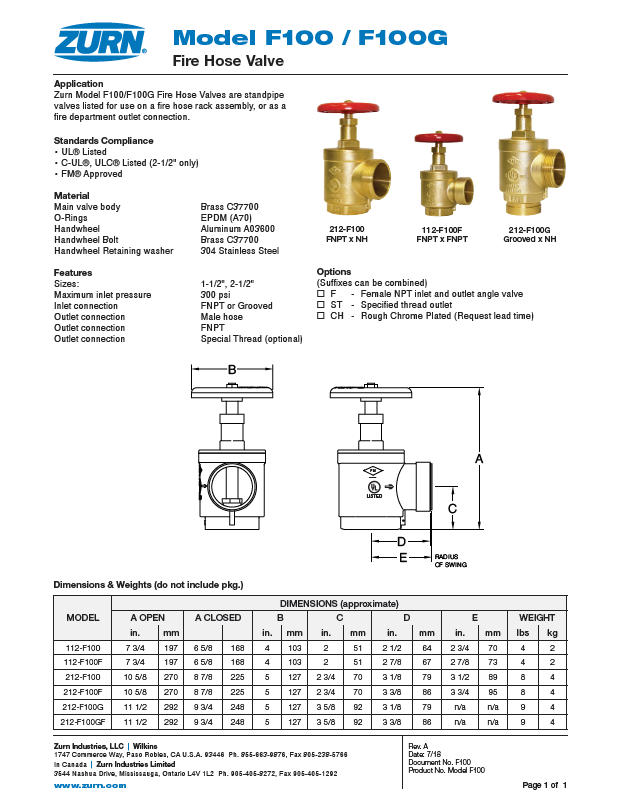 ZURN®
Model F100 / F100G
Fire Hose Valve
Application
Zurn Model F100/F100G Fire Hose Valves are standpipe
valves listed for use on a fire hose rack assembly, or as a
fire department outlet connection.
Standards Compliance
• UL® Listed
• C-UL®, ULC® Listed (2-1/2" only)
• FM® Approved
Material
Main valve body Brass C37700
O-Rings EPDM (A70)
Handwheel Aluminum A03600
Handwheel Bolt Brass C37700
Handwheel Retaining washer 304 Stainless Steel
212-F100
FNPT x NH
112-F100F
FNPT x FNPT
212-F100G
Grooved x NH
Features
Sizes: 1-1/2", 2-1/2"
Maximum inlet pressure 300 psi
Inlet connection FNPT or Grooved
Outlet connection Male hose
Outlet connection FNPT
Outlet connection Special Thread (optional)
Options
(Suffixes can be combined)
☐ F - Female NPT inlet and outlet angle valve
☐ ST - Specified thread outlet
☐ CH - Rough Chrome Plated (Request lead time)
B
FM
UL
LISTED
A
C
D
E
RADIUS
OF SWING
Dimensions & Weights (do not include pkg.)
MODEL DIMENSIONS (approximate)
A OPEN A CLOSED B C D E WEIGHT
in. mm in. mm in. mm in. mm in. mm lbs kg
112-F100 7 3/4 197 6 5/8 168 4 103 2 51 2 1/2 64 2 3/4 70 4 2
112-F100F 7 3/4 197 6 5/8 168 4 103 2 51 2 7/8 67 2 7/8 73 4 2
212-F100 10 5/8 270 8 7/8 225 5 127 2 3/4 70 3 1/8 79 3 1/2 89 8 4
212-F100F 10 5/8 270 8 7/8 225 5 127 2 3/4 70 3 3/8 86 3 3/4 95 8 4
212-F100G 11 1/2 292 9 3/4 248 5 127 3 5/8 92 3 1/8 79 n/a n/a 9 4
212-F100GF 11 1/2 292 9 3/4 248 5 127 3 5/8 92 3 3/8 86 n/a n/a 9 4
Zurn Industries, LLC | Wilkins
1747 Commerce Way, Paso Robles, CA U.S.A. 93446 Ph. 855-663-9876, Fax 805-238-5766
In Canada | Zurn Industries Limited
3544 Nashua Drive, Mississauga, Ontario L4V 1L2 Ph. 905-405-8272, Fax 905-405-1292
www.zurn.com
Rev. A
Date: 7/18
Document No. F100
Product No. Model F100
Page 1 of 1